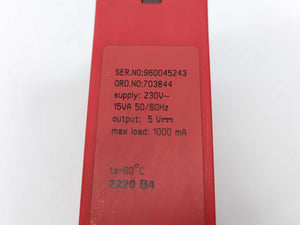 SER.NO:960045243
ORD.NO:703844
supply: 230V~
15VA 50/60Hz
output: 5 V⎓
max load: 1000 mA
ta=60°C
2220 B4